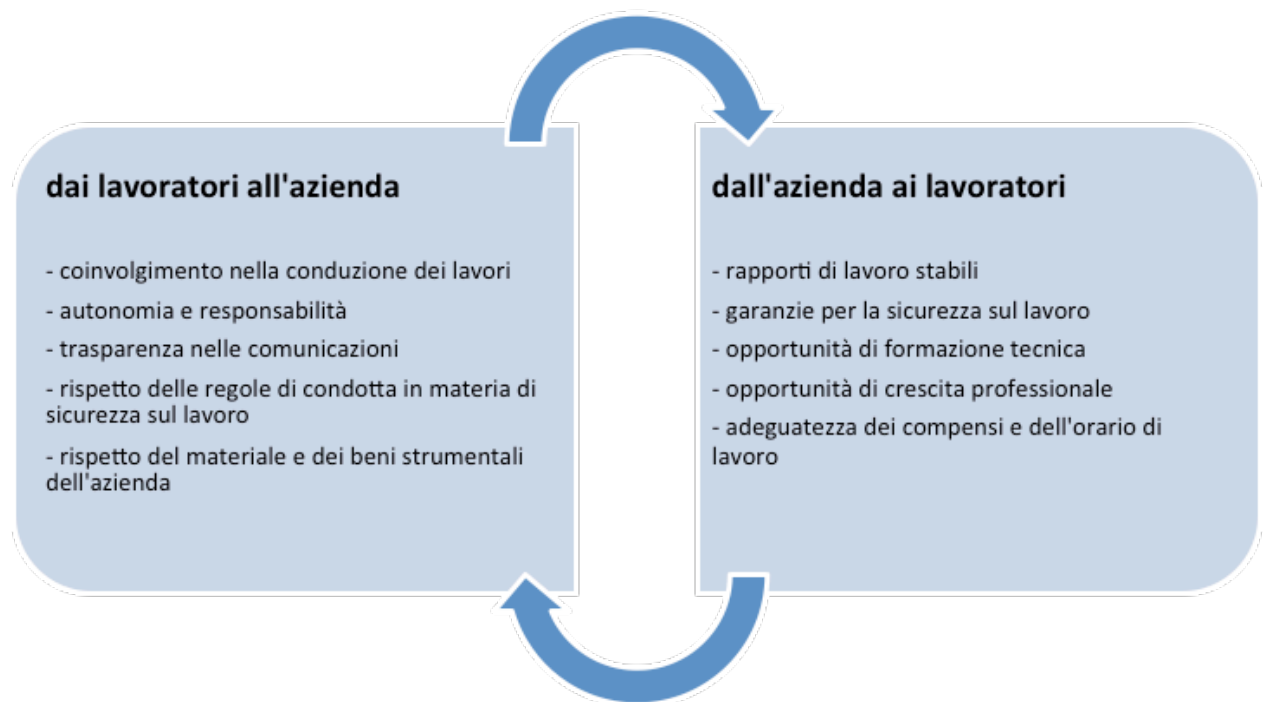 dai lavoratori all'azienda
- coinvolgimento nella conduzione dei lavori
- autonomia e responsabilità
- trasparenza nelle comunicazioni
- rispetto delle regole di condotta in materia di
sicurezza sul lavoro
- rispetto del materiale e dei beni strumentali
dell'azienda
dall'azienda ai lavoratori
- rapporti di lavoro stabili
- garanzie per la sicurezza sul lavoro
- opportunità di formazione tecnica
- opportunità di crescita professionale
- adeguatezza dei compensi e dell'orario di
lavoro